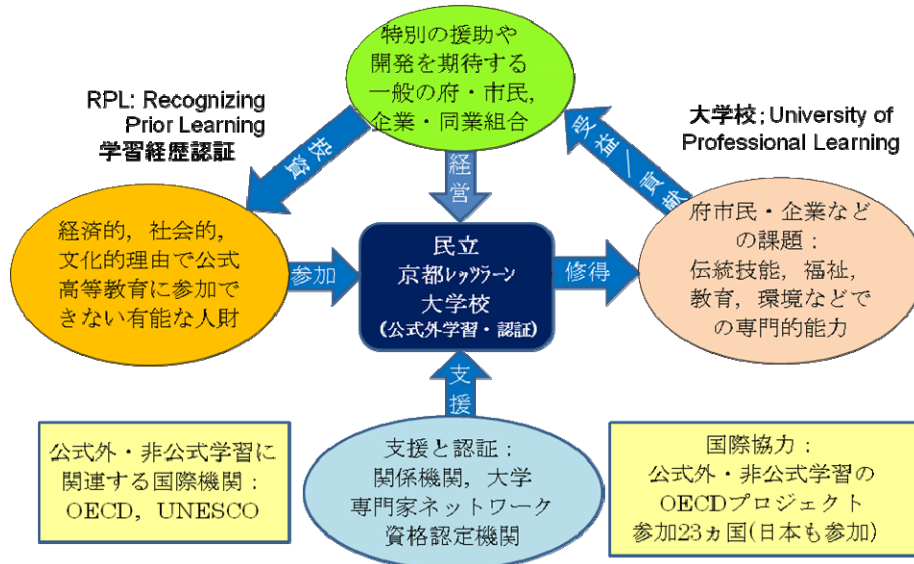 特別の援助や
開発を期待する
一般の府・市民,
企業・同業組合
RPL: Recognizing
Prior Learning
学習経歴認証
大学校；University of
Professional Learning
投資
経営
受益／貢献
経済的，社会的,
文化的理由で公式
高等教育に参加で
きない有能な人財
参加
民立
京都ﾚｯﾂﾗｰﾝ
大学校
(公式外学習・認証)
修得
府市民・企業など
の課題：
伝統技能，福祉,
教育，環境などで
の専門的能力
支援
公式外・非公式学習に
関連する国際機関：
OECD, UNESCO
支援と認証：
関係機関，大学
専門家ネットワーク
資格認定機関
国際協力：
公式外・非公式学習の
OECDプロジェクト
参加23ヵ国(日本も参加)